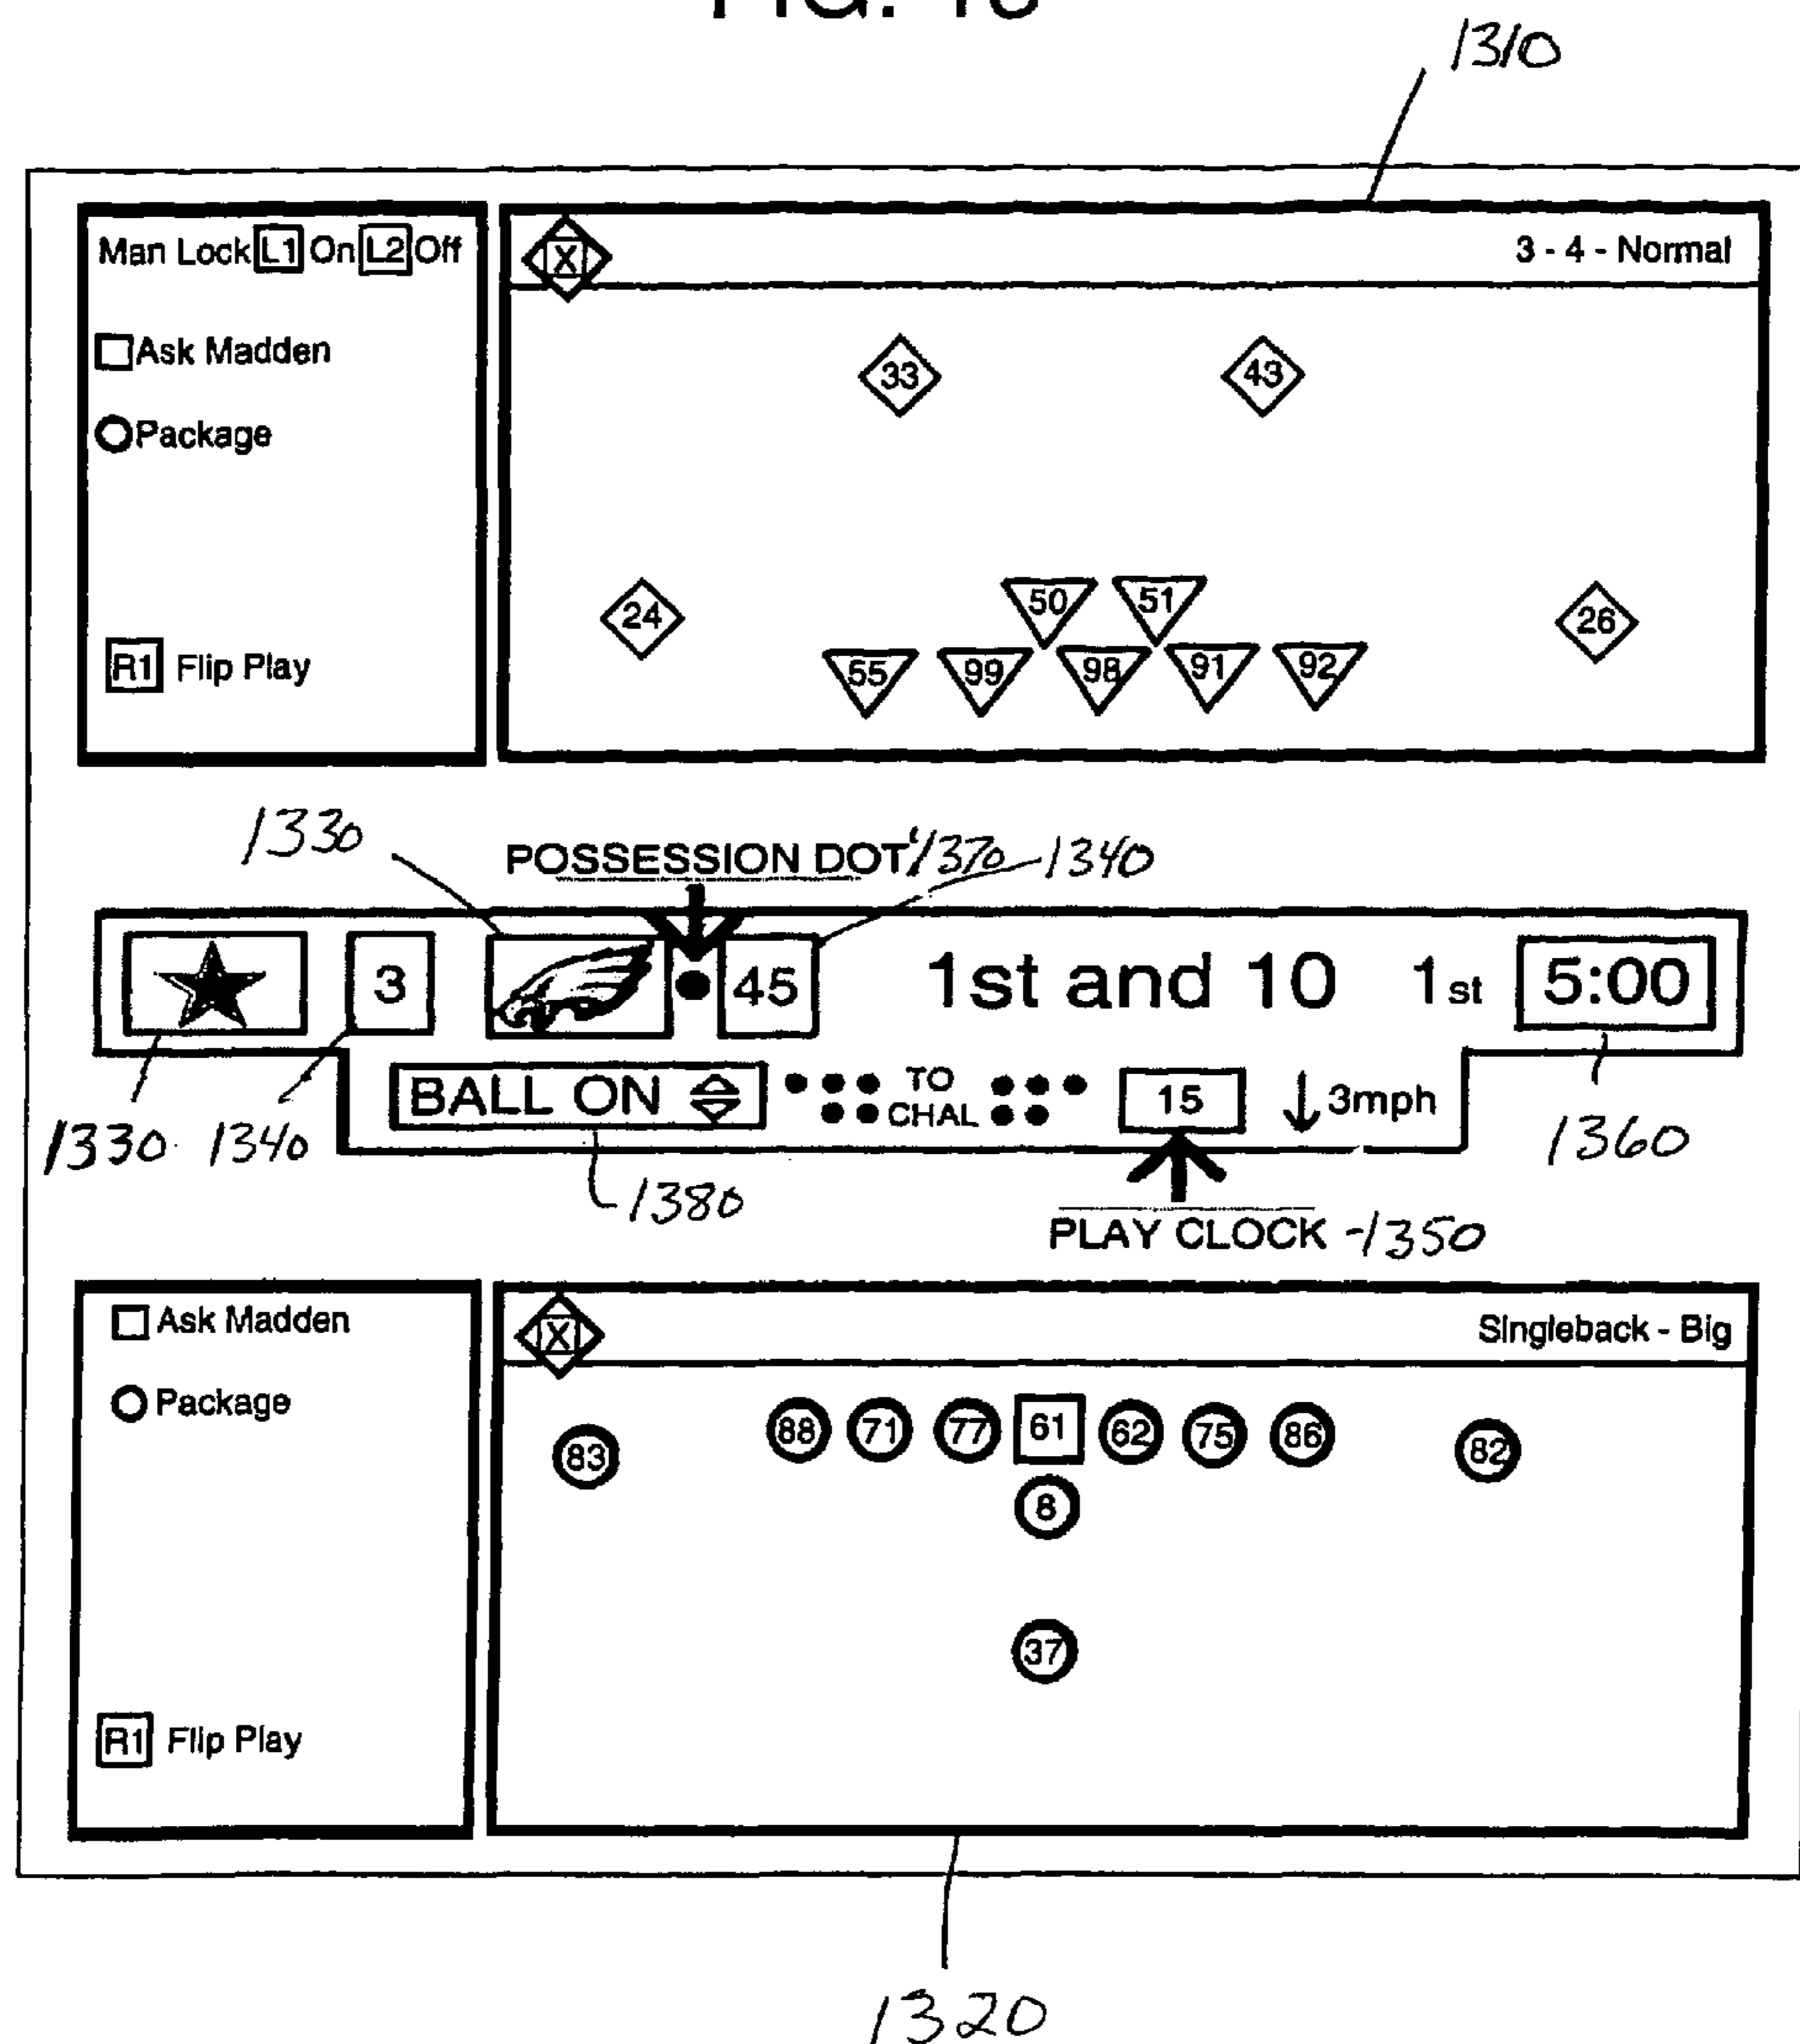 1310
Man Lock L1 On L2 Off
X
3 - 4 - Normal
Ask Madden
33
43
Package
24
50
51
26
R1 Flip Play
55
99
98
91
92
1330
POSSESSION DOT 1370
1340
3
45
1st and 10
1st
5:00
BALL ON
TO
CHAL
15
3mph
1330
1340
1360
1380
PLAY CLOCK - 1350
Ask Madden
X
Singleback - Big
Package
83
88
71
77
61
62
75
86
82
8
37
R1 Flip Play
1320